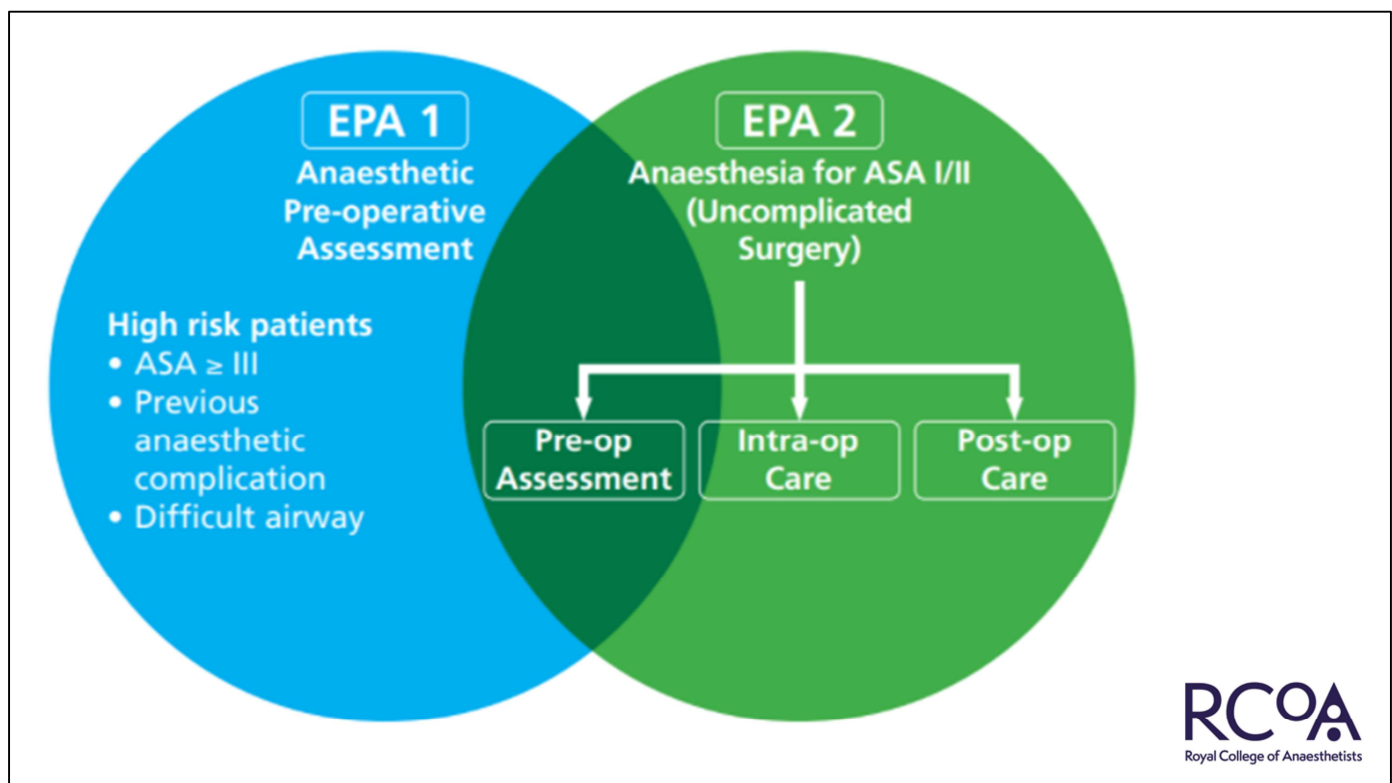 EPA 1
Anaesthetic
Pre-operative
Assessment
High risk patients
• ASA ≥ III
• Previous
anaesthetic
complication
• Difficult airway
EPA 2
Anaesthesia for ASA I/II
(Uncomplicated
Surgery)
Pre-op
Assessment
Intra-op
Care
Post-op
Care
RCOA
Royal College of Anaesthetists